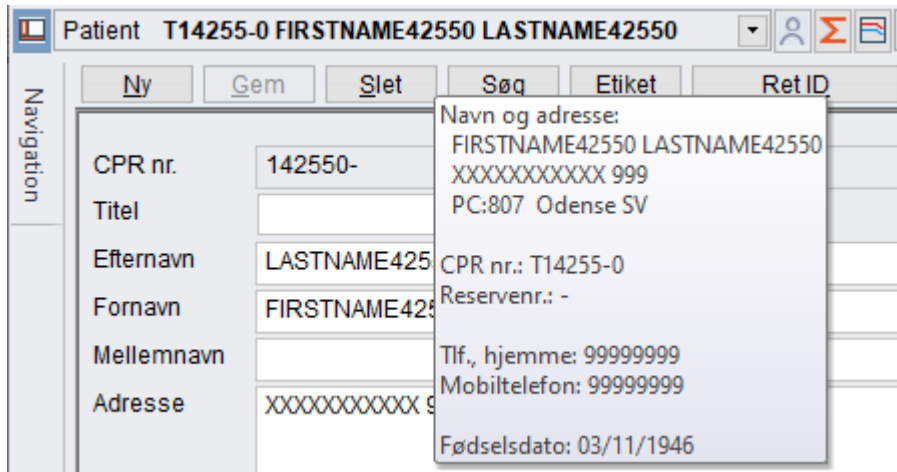 Patient T14255-0 FIRSTNAME42550 LASTNAME42550
Navigation
Ny Gem Slet Søg Etiket Ret ID
CPR nr. 142550-
Titel
Efternavn LASTNAME425
Fornavn FIRSTNAME425
Mellemnavn
Adresse XXXXXXXXXXX 9
Navn og adresse:
FIRSTNAME42550 LASTNAME42550
XXXXXXXXXXX 999
PC:807 Odense SV
CPR nr.: T14255-0
Reservenr.: -
Tlf., hjemme: 99999999
Mobiltelefon: 99999999
Fødselsdato: 03/11/1946